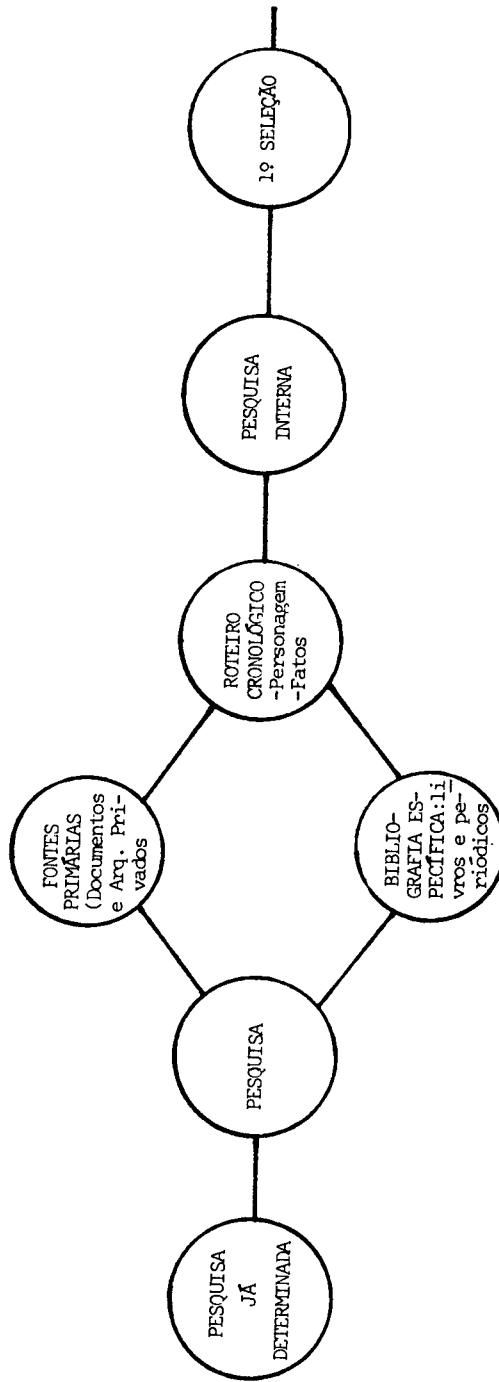 PESQUISA
JÁ
DETERMINADA
PESQUISA
FONTES
PRIMÁRIAS
(Documentos
e Arq. Pri-
vados
BIBLIO-
GRAFIA ES-
PECÍFICA:li
vros e pe-
riódicos
ROTEIRO
CRONOLÓGICO
-Personagem
-Fatos
PESQUISA
INTERNA
1º SELEÇÃO